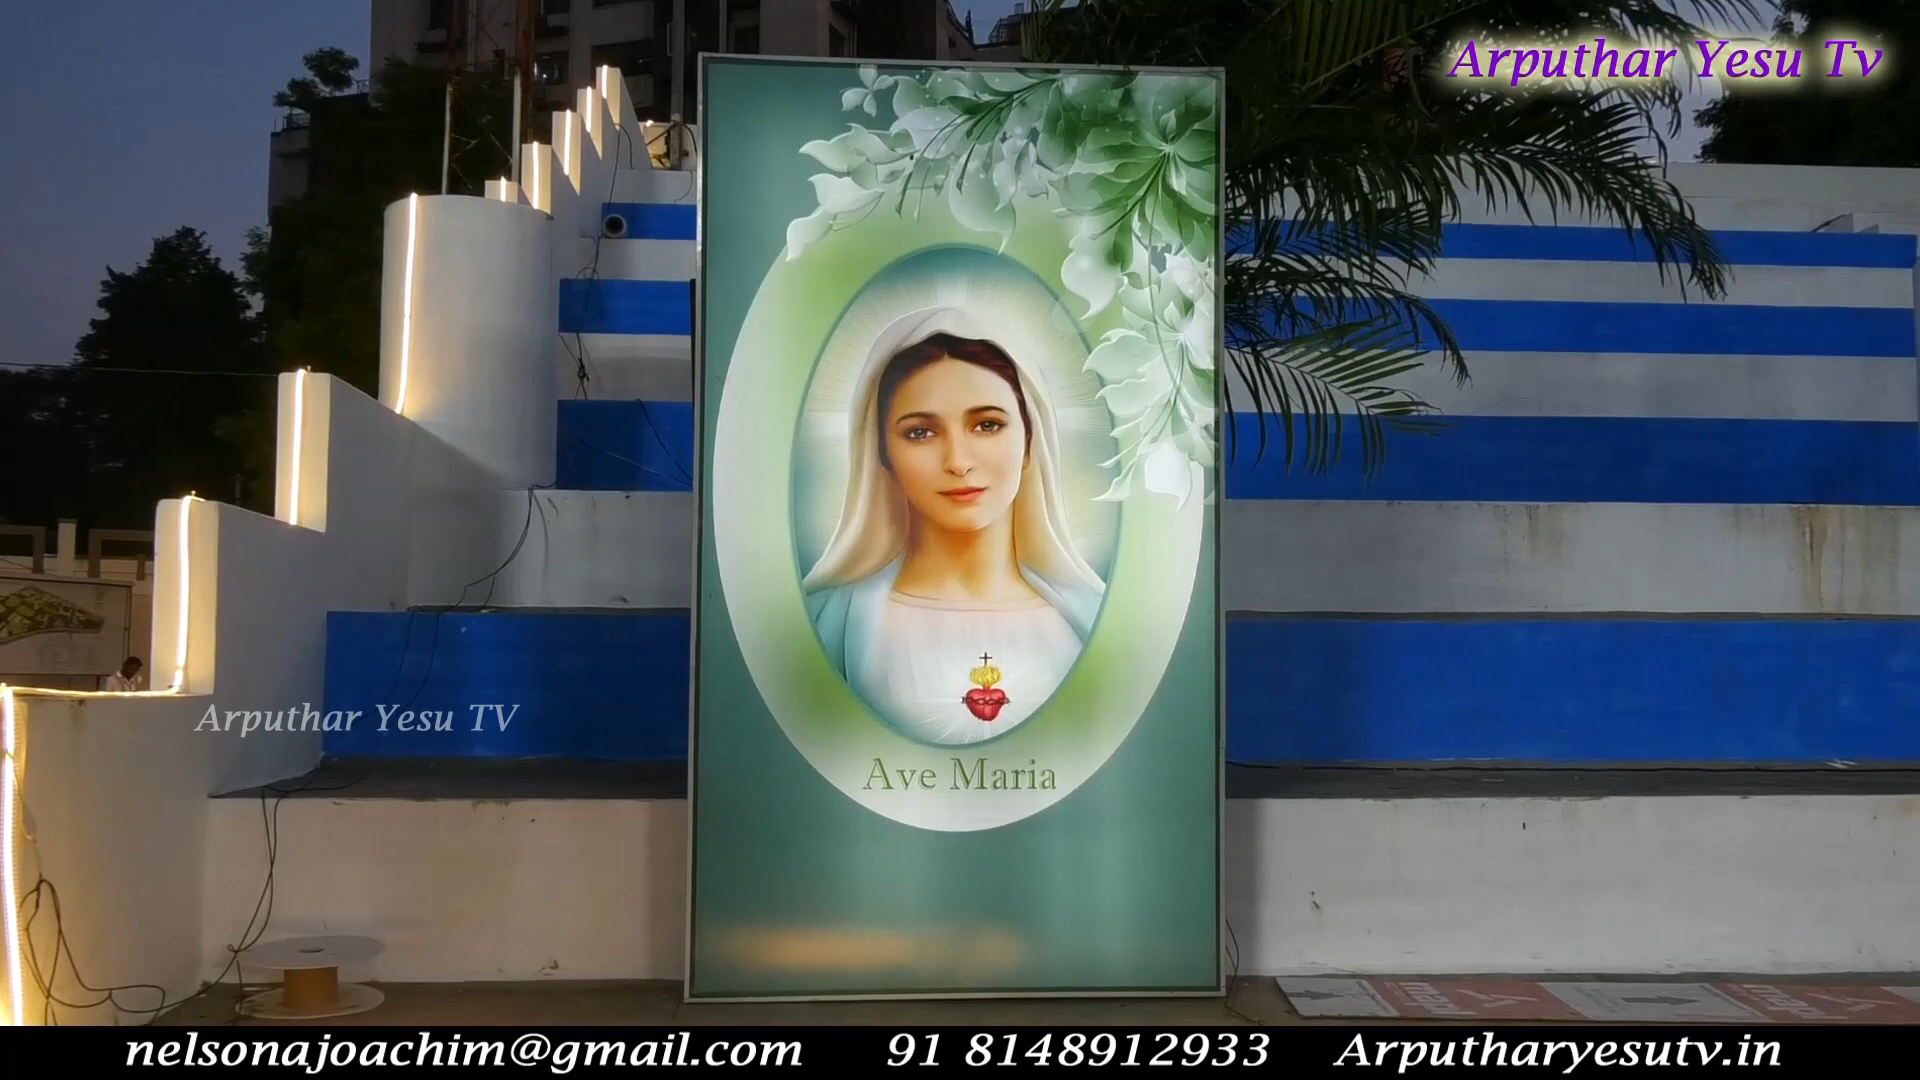 Arputhar Yesu Tv
Arputhar Yesu TV
Ave Maria
nelsonajoachim@gmail.com 91 8148912933 Arputharyesutv.in